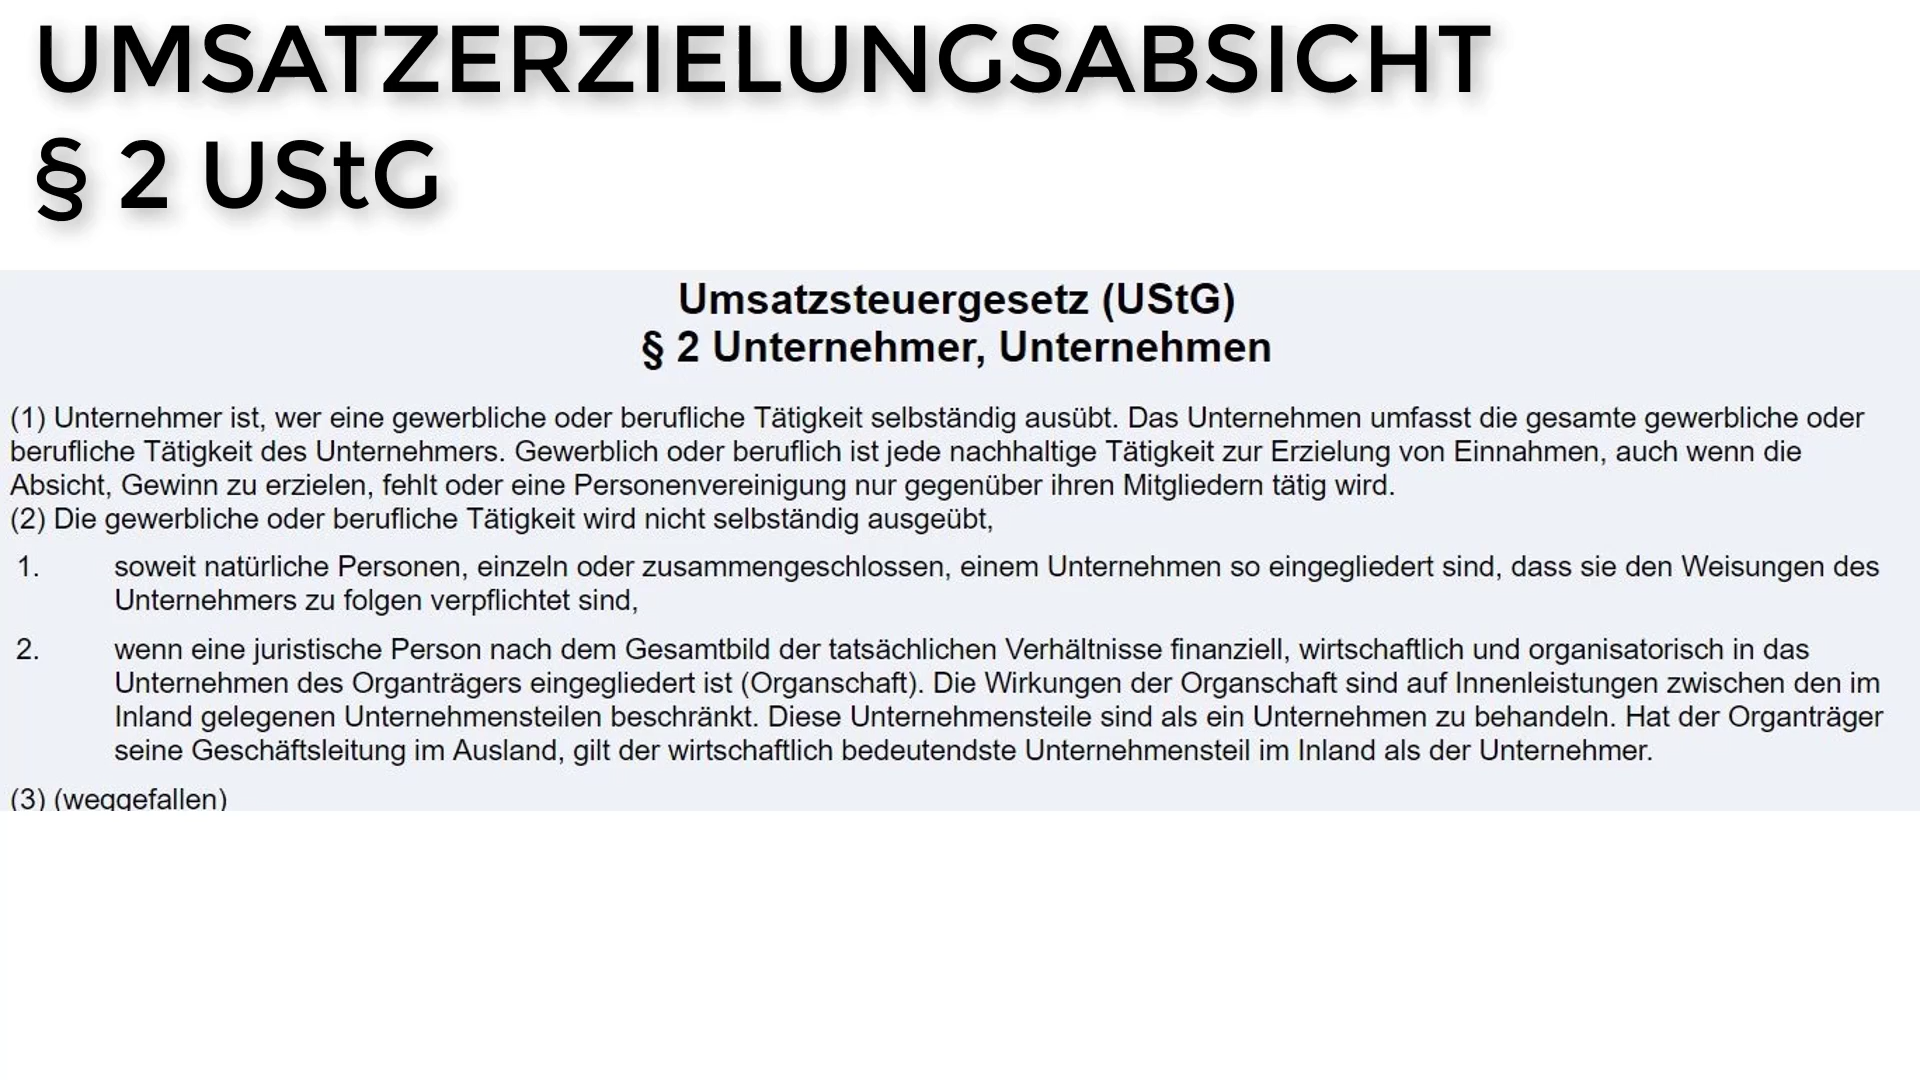 UMSATZERZIELUNGSABSICHT
§ 2 UStG
Umsatzsteuergesetz (UStG)
§ 2 Unternehmer, Unternehmen
(1) Unternehmer ist, wer eine gewerbliche oder berufliche Tätigkeit selbständig ausübt. Das Unternehmen umfasst die gesamte gewerbliche oder
berufliche Tätigkeit des Unternehmers. Gewerblich oder beruflich ist jede nachhaltige Tätigkeit zur Erzielung von Einnahmen, auch wenn die
Absicht, Gewinn zu erzielen, fehlt oder eine Personenvereinigung nur gegenüber ihren Mitgliedern tätig wird.
(2) Die gewerbliche oder berufliche Tätigkeit wird nicht selbständig ausgeübt,
1. soweit natürliche Personen, einzeln oder zusammengeschlossen, einem Unternehmen so eingegliedert sind, dass sie den Weisungen des
Unternehmers zu folgen verpflichtet sind,
2. wenn eine juristische Person nach dem Gesamtbild der tatsächlichen Verhältnisse finanziell, wirtschaftlich und organisatorisch in das
Unternehmen des Organträgers eingegliedert ist (Organschaft). Die Wirkungen der Organschaft sind auf Innenleistungen zwischen den im
Inland gelegenen Unternehmensteilen beschränkt. Diese Unternehmensteile sind als ein Unternehmen zu behandeln. Hat der Organträger
seine Geschäftsleitung im Ausland, gilt der wirtschaftlich bedeutendste Unternehmensteil im Inland als der Unternehmer.
(3) (weggefallen)